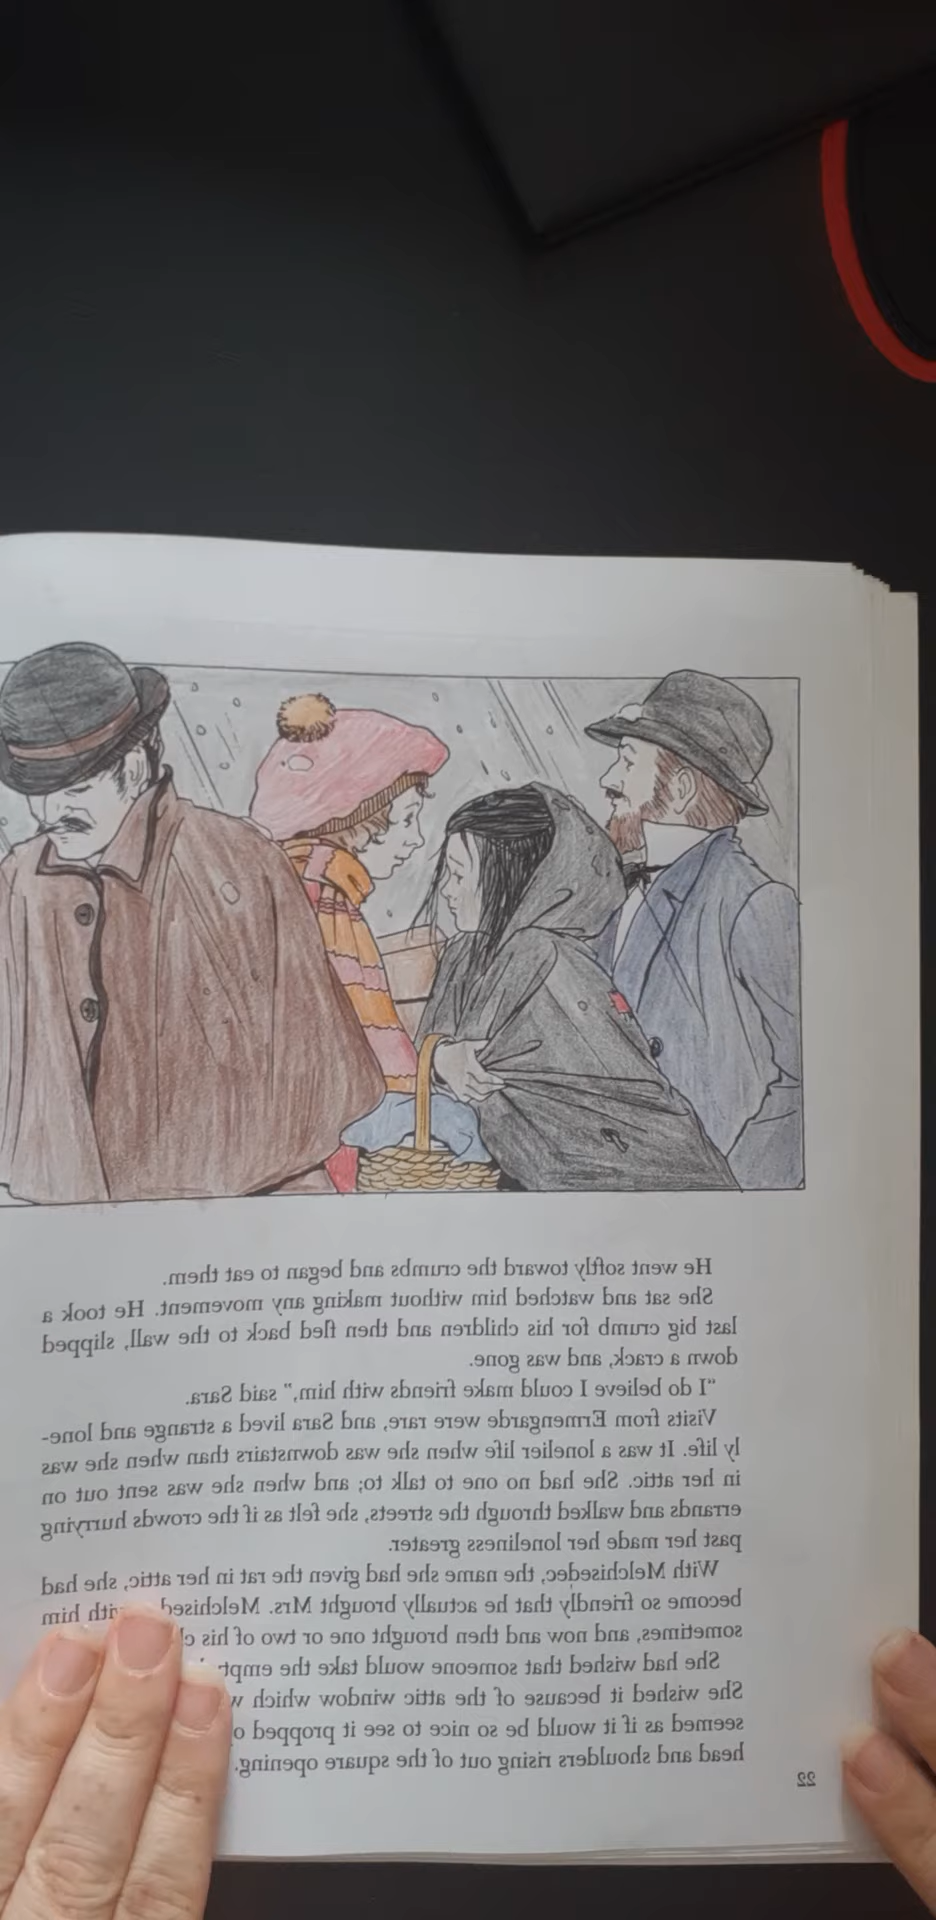 He went softly toward the crumbs and began to eat them.
She sat and watched him without making any movement. He took a
last big crumb for his children and then fled back to the wall, slipped
down a crack, and was gone.
"I do believe I could make friends with him," said Sara.
Visits from Ermengarde were rare, and Sara lived a strange and lone-
ly life. It was a lonelier life when she was downstairs than when she was
in her attic. She had no one to talk to; and when she was sent out on
errands and walked through the streets, she felt as if the crowds hurrying
past her made her loneliness greater.
With Melchisedec, the name she had given the rat in her attic, she had
become so friendly that he actually brought Mrs. with him
sometimes, and now and then brought one or two of his
She had wished that someone would take the
She wished it because of the attic window which
seemed as if it would be so nice to see it propped
head and shoulders rising out of the square opening.
22